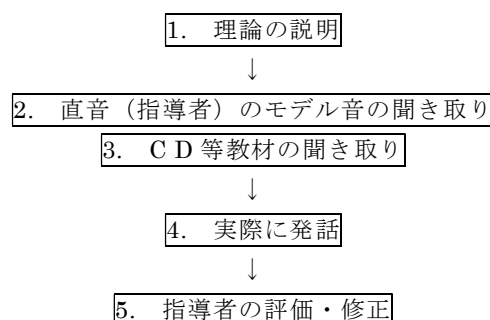 1. 理論の説明
↓
2. 直音（指導者）のモデル音の聞き取り
3. ＣＤ等教材の聞き取り
↓
4. 実際に発話
↓
5. 指導者の評価・修正